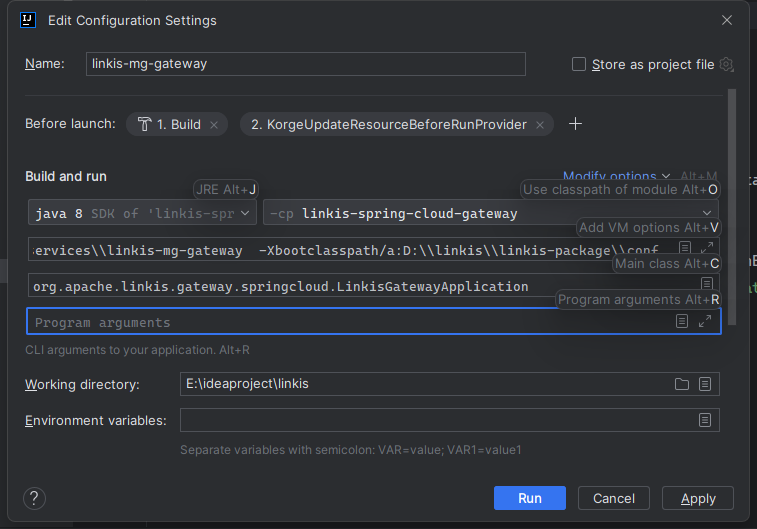 Edit Configuration Settings
Name: linkis-mg-gateway Store as project file
Before launch: 1. Build 2. KorgeUpdateResourceBeforeRunProvider
Build and run Modify options Alt+M
JRE Alt+J Use classpath of module Alt+O
java 8 SDK of 'linkis-spr -cp linkis-spring-cloud-gateway
Add VM options Alt+V
ervices\\linkis-mg-gateway -Xbootclasspath/a:D:\\linkis\\linkis-package\\conf
Main class Alt+C
org.apache.linkis.gateway.springcloud.LinkisGatewayApplication
Program arguments Alt+R
Program arguments
CLI arguments to your application. Alt+R
Working directory: E:\ideaproject\linkis
Environment variables:
Separate variables with semicolon: VAR=value; VAR1=value1
? Run Cancel Apply